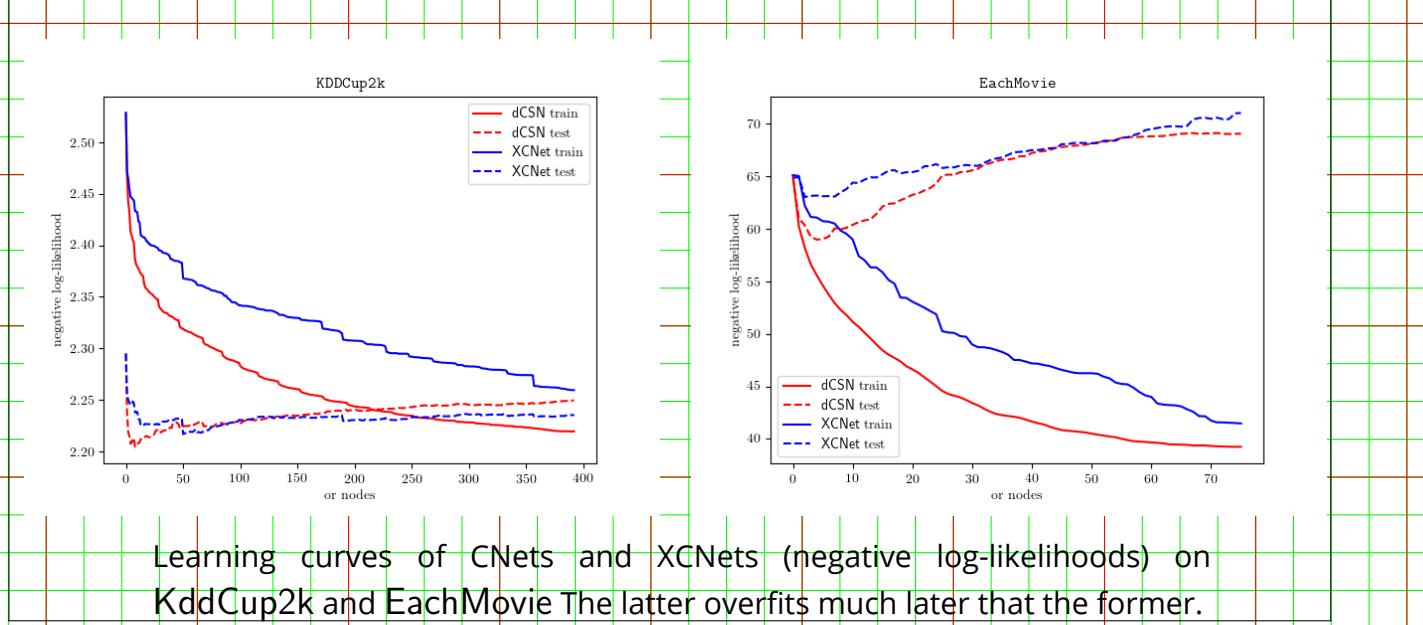 KDDCup2k
dCSN train
dCSN test
XCNet train
XCNet test
negative log-likelihood
2.50
2.45
2.40
2.35
2.30
2.25
2.20
0 50 100 150 200 250 300 350 400
or nodes
EachMovie
negative log-likelihood
70
65
60
55
50
45
40
dCSN train
dCSN test
XCNet train
XCNet test
0 10 20 30 40 50 60 70
or nodes
Learning curves of CNets and XCNets (negative log-likelihoods) on
KddCup2k and EachMovie The latter overfits much later that the former.